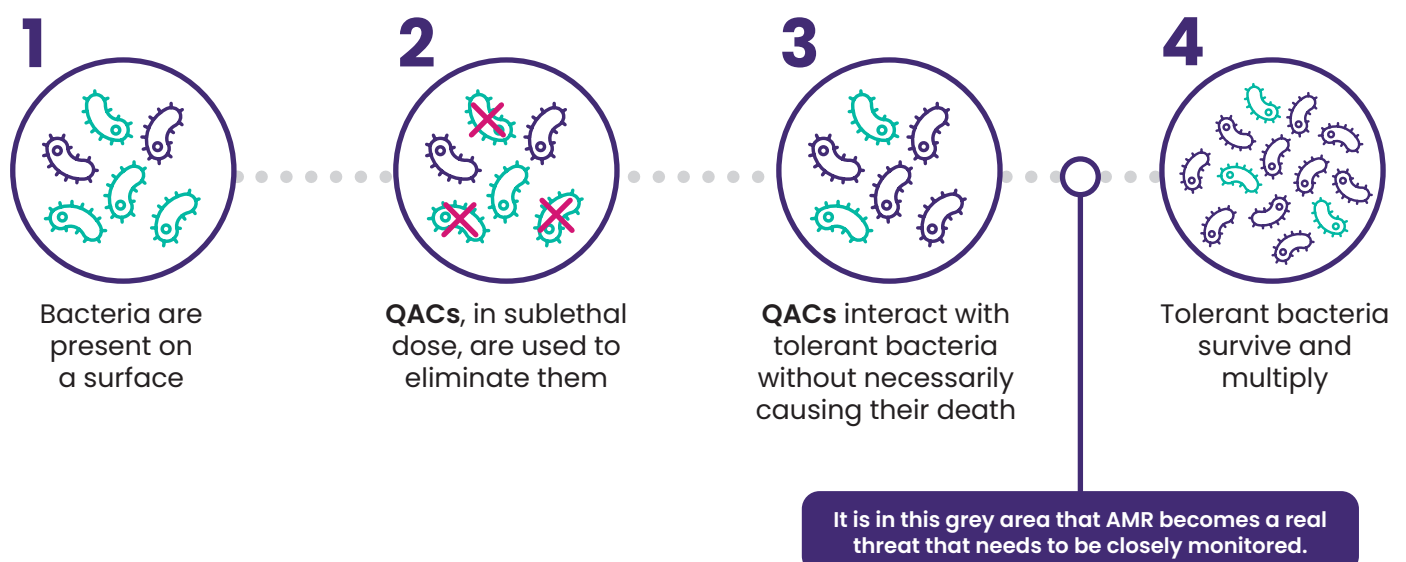 1
Bacteria are
present on
a surface
2
QACs, in sublethal
dose, are used to
eliminate them
3
QACs interact with
tolerant bacteria
without necessarily
causing their death
4
Tolerant bacteria
survive and
multiply
It is in this grey area that AMR becomes a real
threat that needs to be closely monitored.